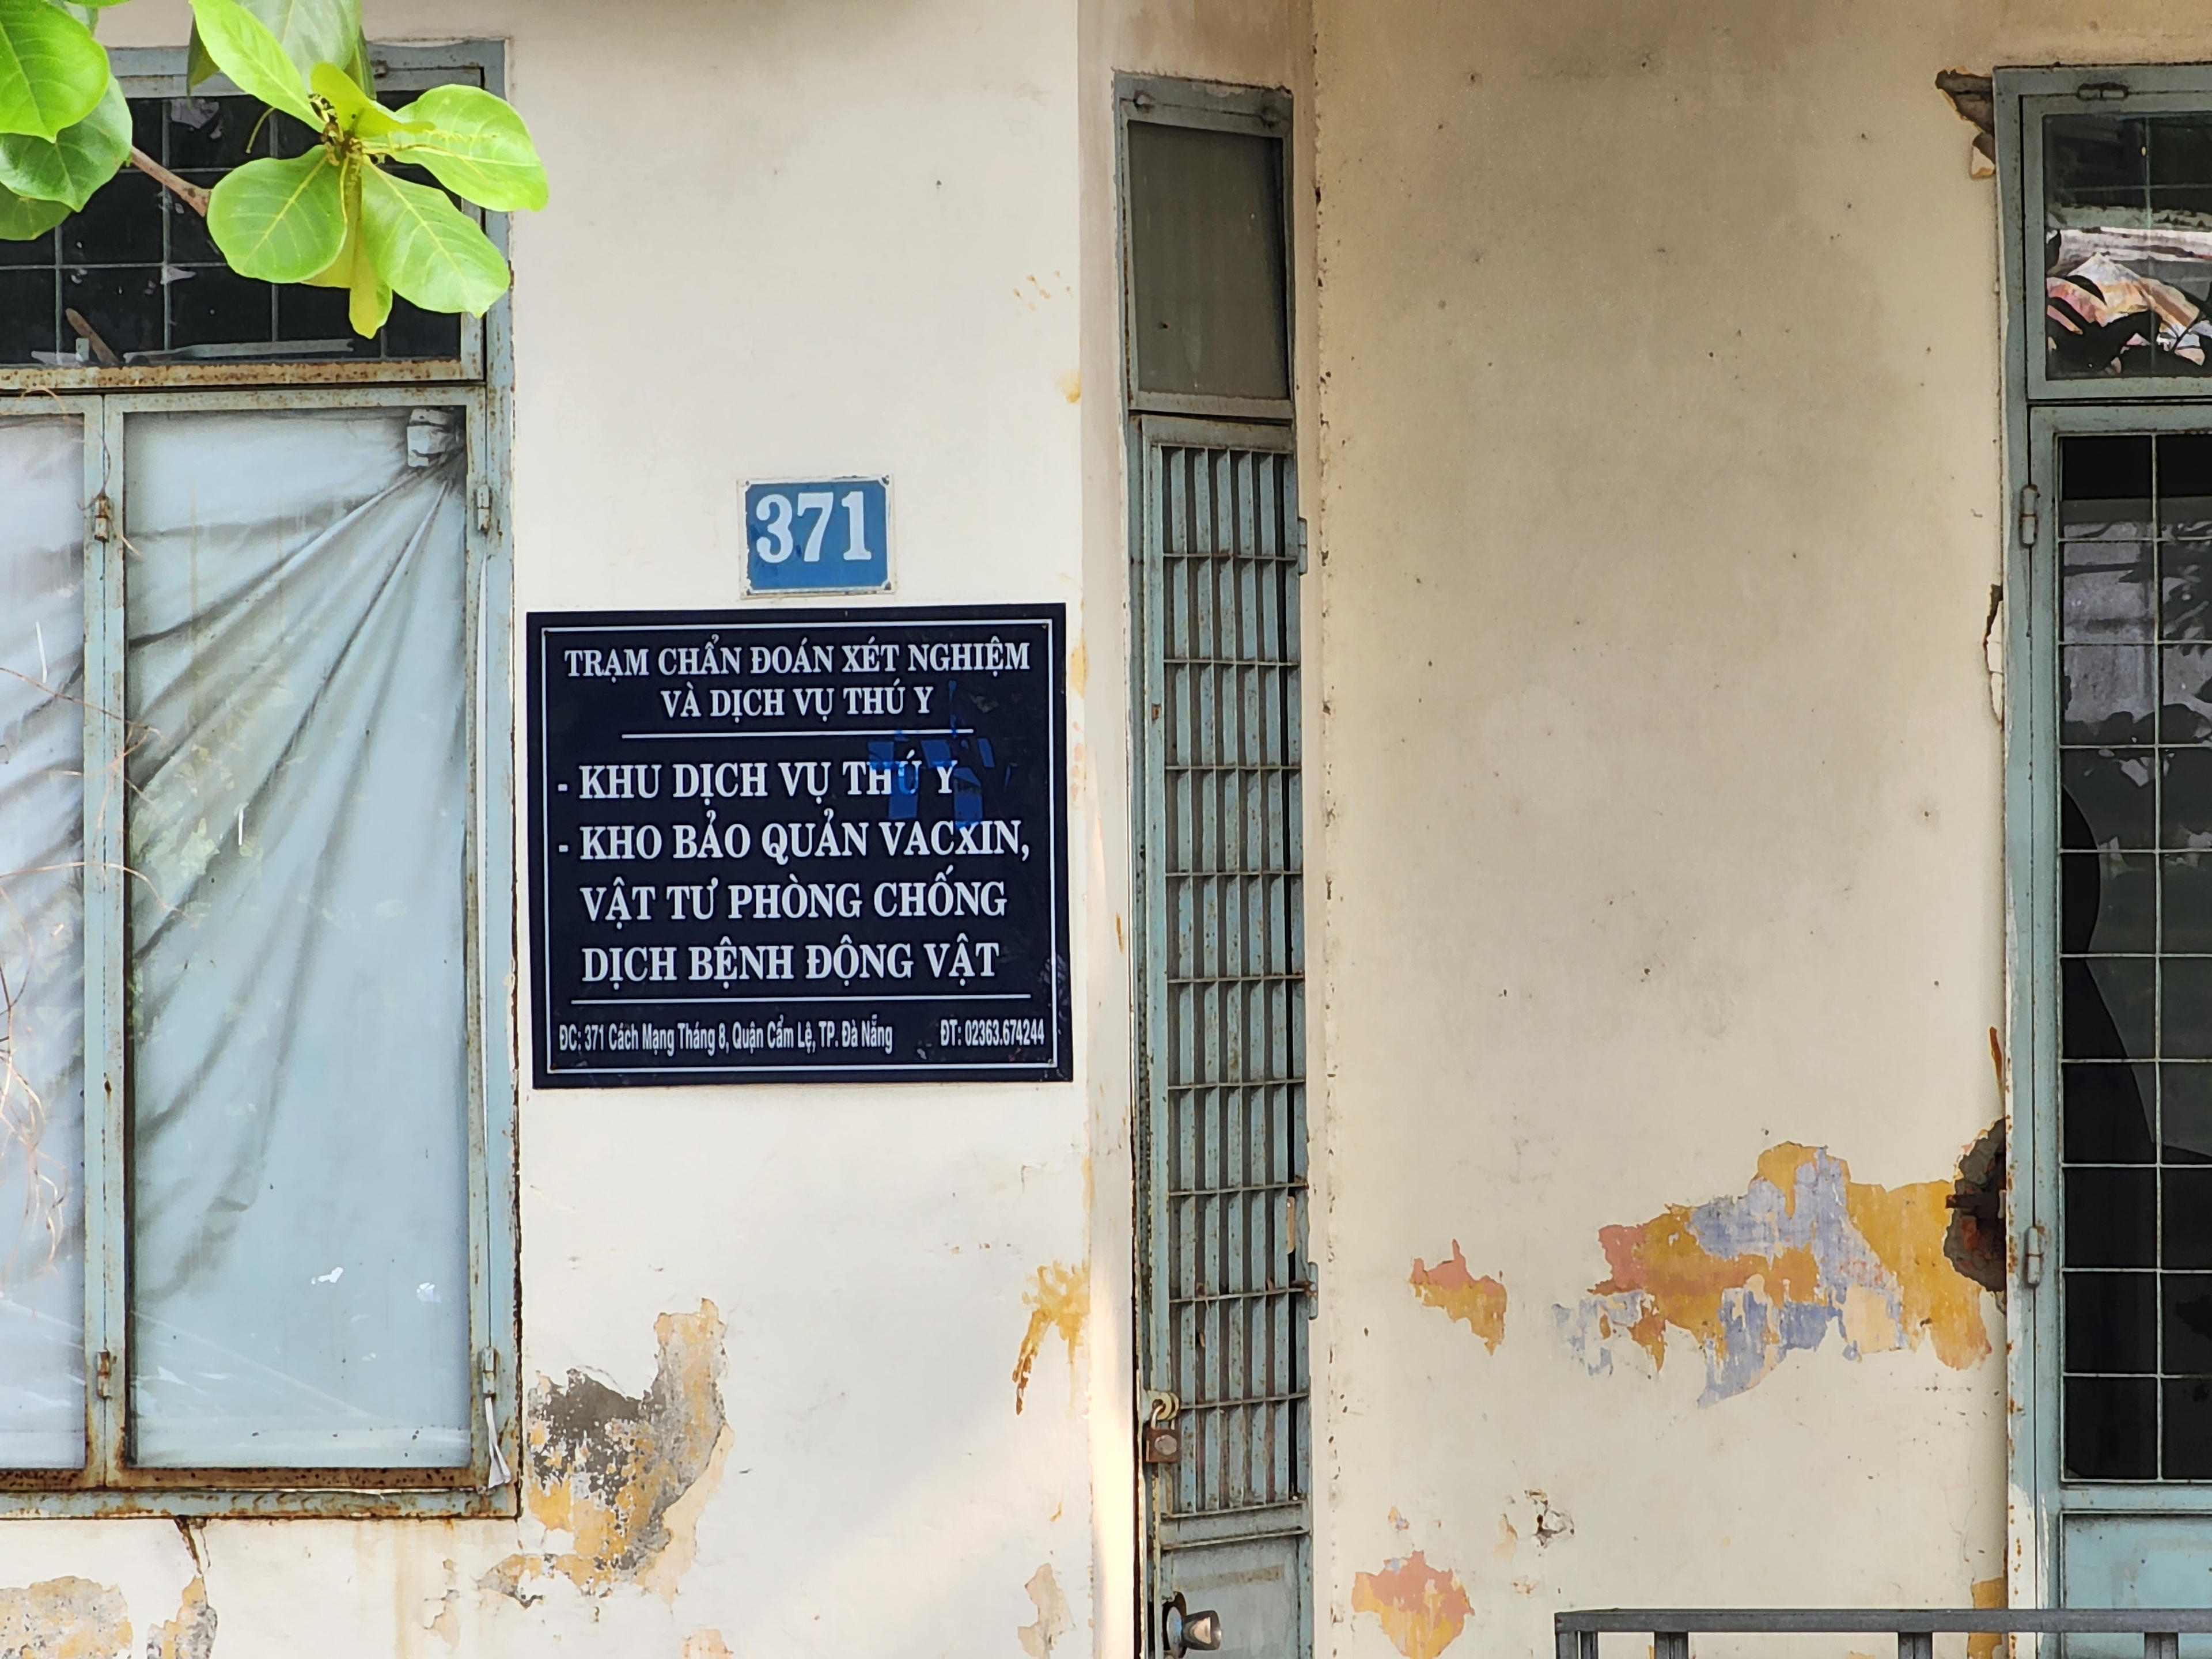 371
TRẠM CHẨN ĐOÁN XÉT NGHIỆM
VÀ DỊCH VỤ THÚ Y
- KHU DỊCH VỤ THÚ Y
- KHO BẢO QUẢN VACXIN,
VẬT TƯ PHÒNG CHỐNG
DỊCH BỆNH ĐỘNG VẬT
ĐC: 371 Cách Mạng Tháng 8, Quận Cẩm Lệ, TP. Đà Nẵng ĐT: 02363.674244